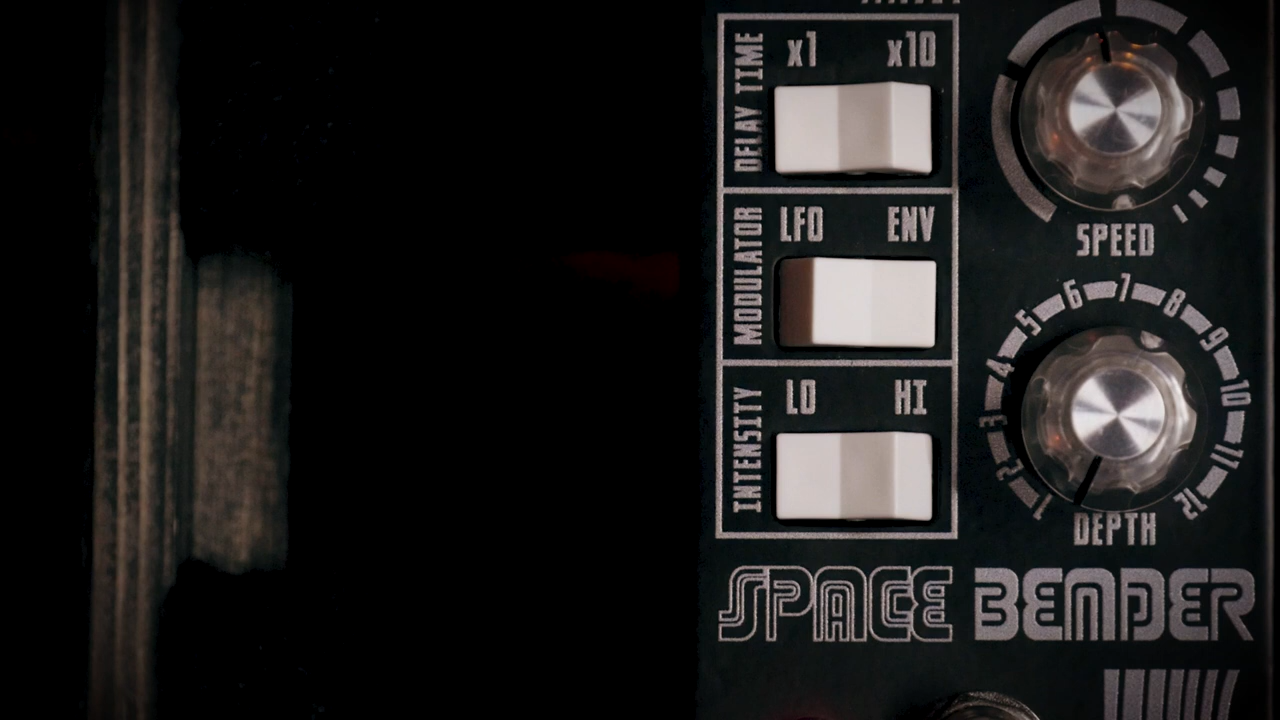 DELAY TIME
x1 x10
SPEED
MODULATOR
LFO ENV
INTENSITY
LO HI
1 2 3 4 5 6 7 8 9 10 11 12
DEPTH
SPACE BENDER